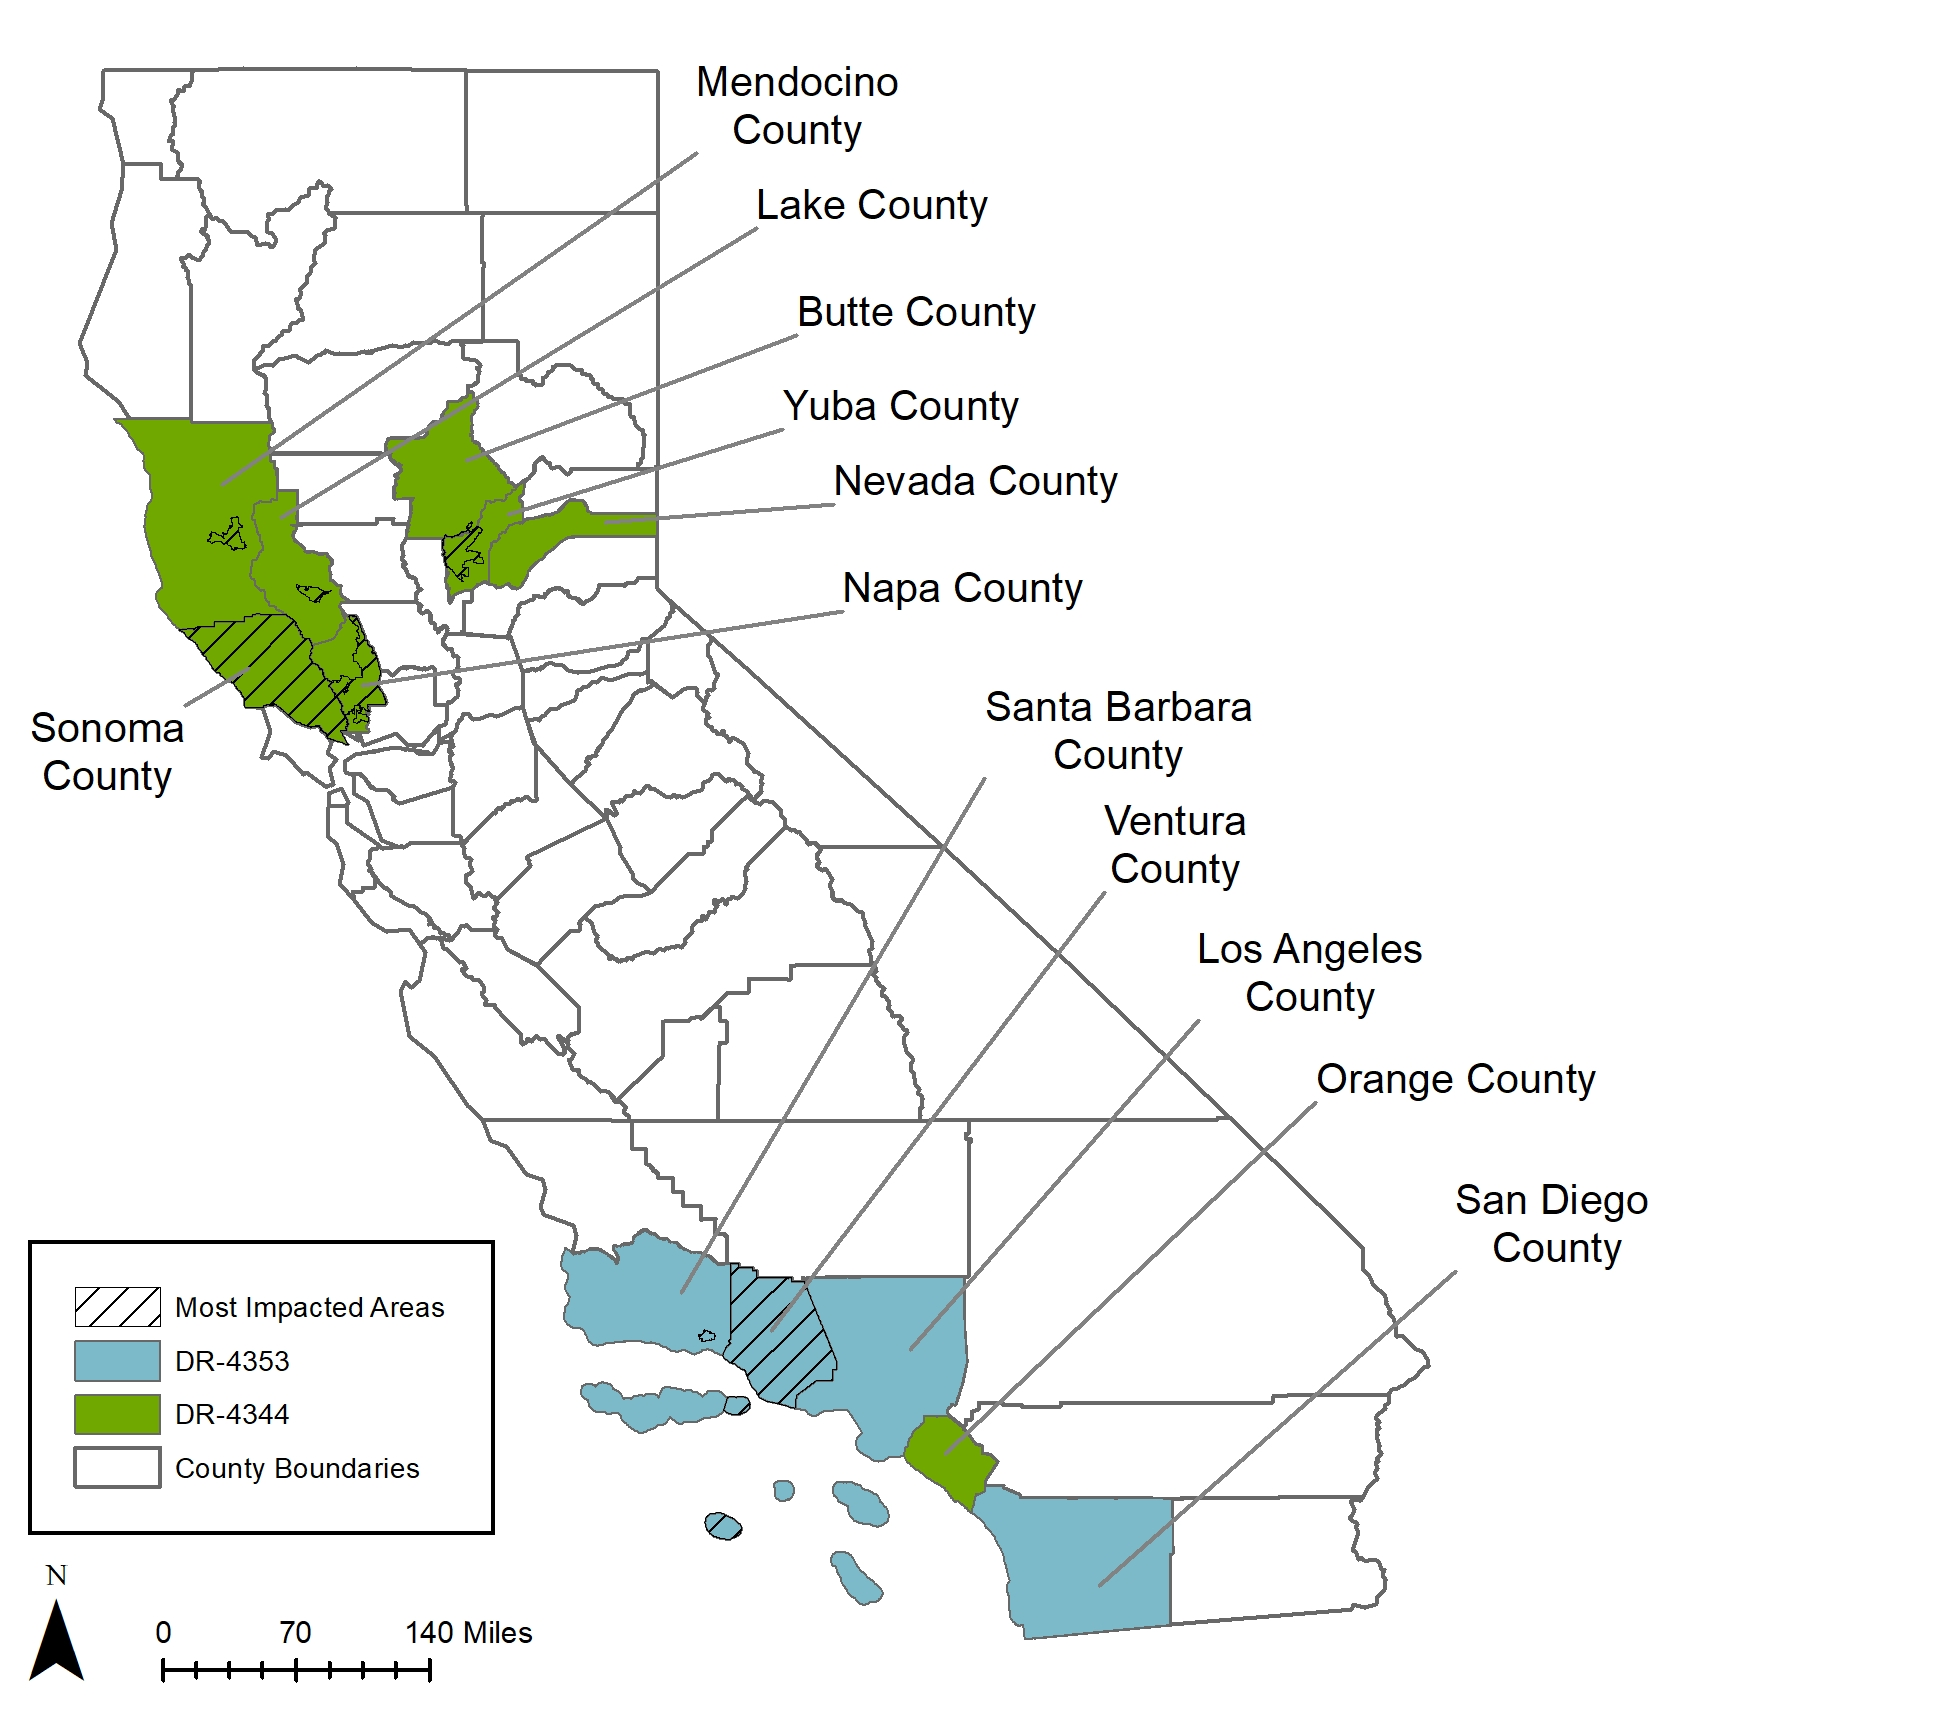 Mendocino
County
Lake County
Butte County
Yuba County
Nevada County
Napa County
Sonoma
County
Santa Barbara
County
Ventura
County
Los Angeles
County
Orange County
San Diego
County
Most Impacted Areas
DR-4353
DR-4344
County Boundaries
N
0 70 140 Miles